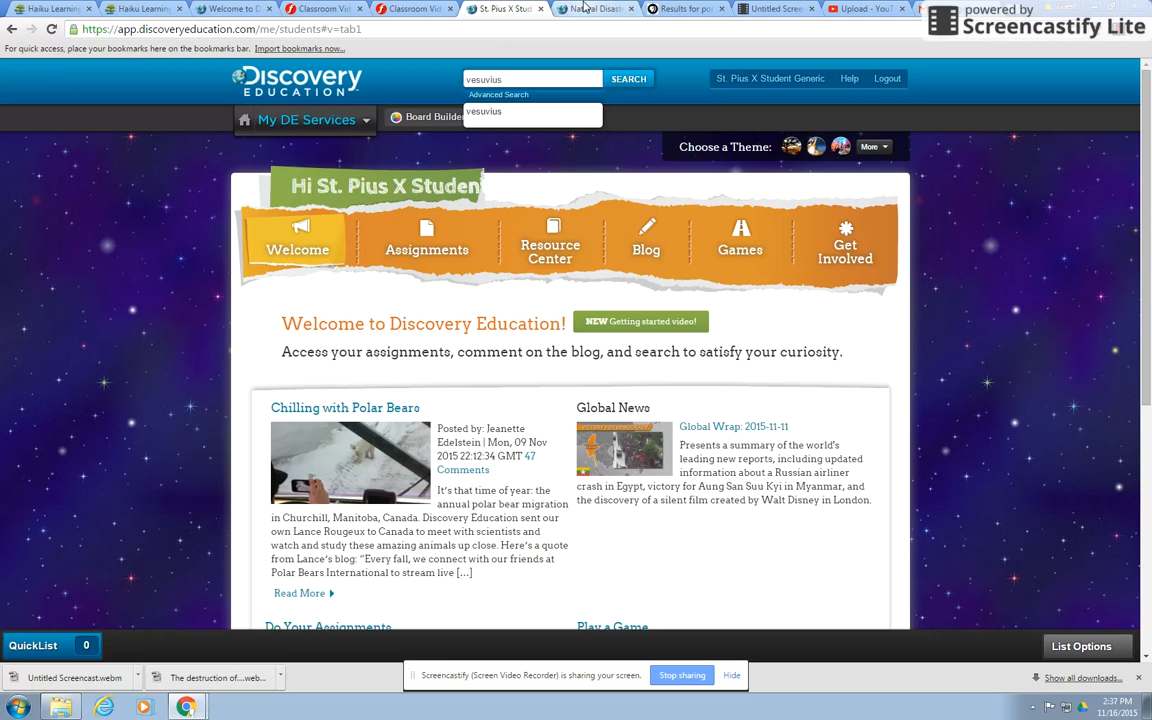 Haiku Learning
Haiku Learning
Welcome to D
Classroom Vid
Classroom Vid
St. Pius X Stud
Natural Disast
Results for po
Untitled Screen
Upload - YouT
powered by
Screencastify Lite
https://app.discoveryeducation.com/me/students#v=tab1
For quick access, place your bookmarks here on the bookmarks bar. Import bookmarks now...
Discovery
EDUCATION
vesuvius
SEARCH
Advanced Search
vesuvius
St. Pius X Student Generic
Help
Logout
My DE Services
Board Builder
Choose a Theme:
More
Hi St. Pius X Studen
Welcome
Assignments
Resource
Center
Blog
Games
Get
Involved
Welcome to Discovery Education!
NEW Getting started video!
Access your assignments, comment on the blog, and search to satisfy your curiosity.
Chilling with Polar Bears
Posted by: Jeanette
Edelstein | Mon, 09 Nov
2015 22:12:34 GMT 47
Comments
It's that time of year: the
annual polar bear migration
in Churchill, Manitoba, Canada. Discovery Education sent our
own Lance Rougeux to Canada to meet with scientists and
watch and study these amazing animals up close. Here's a quote
from Lance's blog: "Every fall, we connect with our friends at
Polar Bears International to stream live [...]
Read More
Global News
Global Wrap: 2015-11-11
Presents a summary of the world's
leading new reports, including updated
information about a Russian airliner
crash in Egypt, victory for Aung San Suu Kyi in Myanmar, and
the discovery of a silent film created by Walt Disney in London.
Do Your Assignments
Play a Game
QuickList
0
List Options
Untitled Screencast.webm
The destruction of....web...
Screencastify (Screen Video Recorder) is sharing your screen.
Stop sharing
Hide
Show all downloads...
2:37 PM
11/16/2015